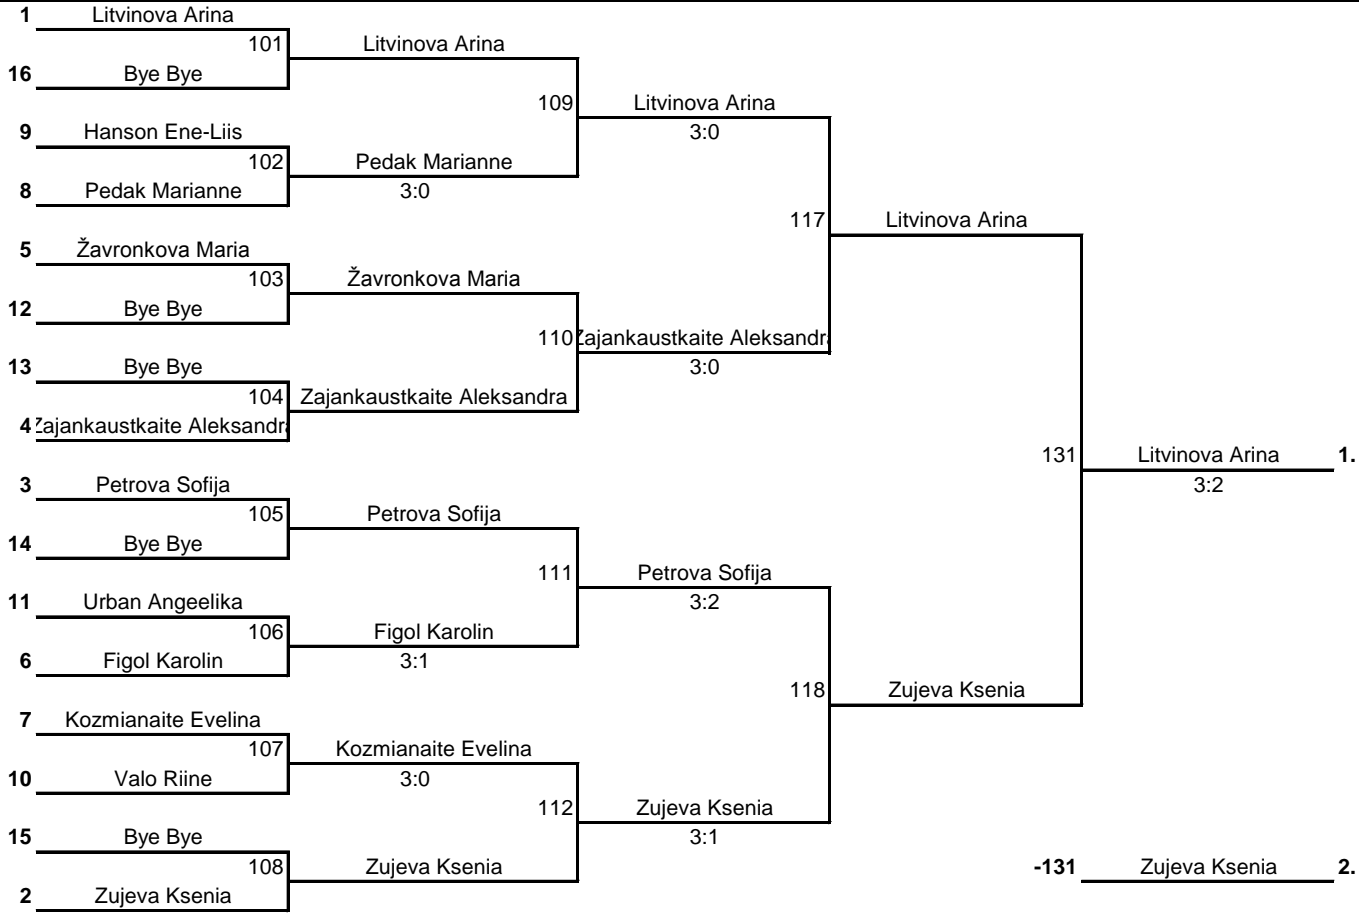 1 Litvinova Arina
101 Litvinova Arina
16 Bye Bye
109 Litvinova Arina
3:0
9 Hanson Ene-Liis
102 Pedak Marianne
3:0
8 Pedak Marianne
117 Litvinova Arina
5 Žavronkova Maria
103 Žavronkova Maria
12 Bye Bye
110 Zajankaustkaite Aleksandra
3:0
13 Bye Bye
104 Zajankaustkaite Aleksandra
4 Zajankaustkaite Aleksandra
131 Litvinova Arina 1.
3:2
3 Petrova Sofija
105 Petrova Sofija
14 Bye Bye
111 Petrova Sofija
3:2
11 Urban Angeelika
106 Figol Karolin
3:1
6 Figol Karolin
118 Zujeva Ksenia
7 Kozmianaite Evelina
107 Kozmianaite Evelina
3:0
10 Valo Riine
112 Zujeva Ksenia
3:1
15 Bye Bye
108 Zujeva Ksenia
-131 Zujeva Ksenia 2.
2 Zujeva Ksenia